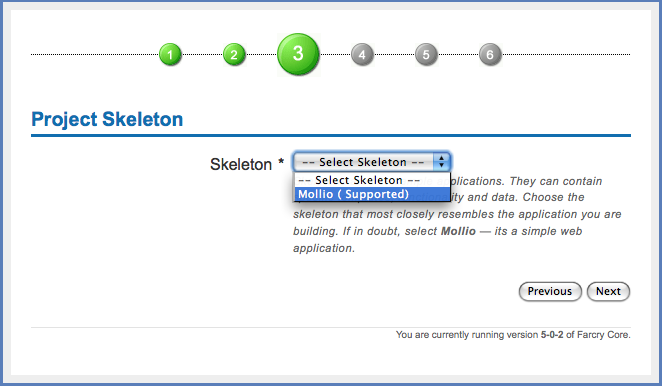 1 2 3 4 5 6
Project Skeleton
Skeleton * -- Select Skeleton --
-- Select Skeleton --
Mollio ( Supported)
plications. They can contain
ity and data. Choose the
skeleton that most closely resembles the application you are
building. If in doubt, select Mollio — its a simple web
application.
Previous Next
You are currently running version 5-0-2 of Farcry Core.